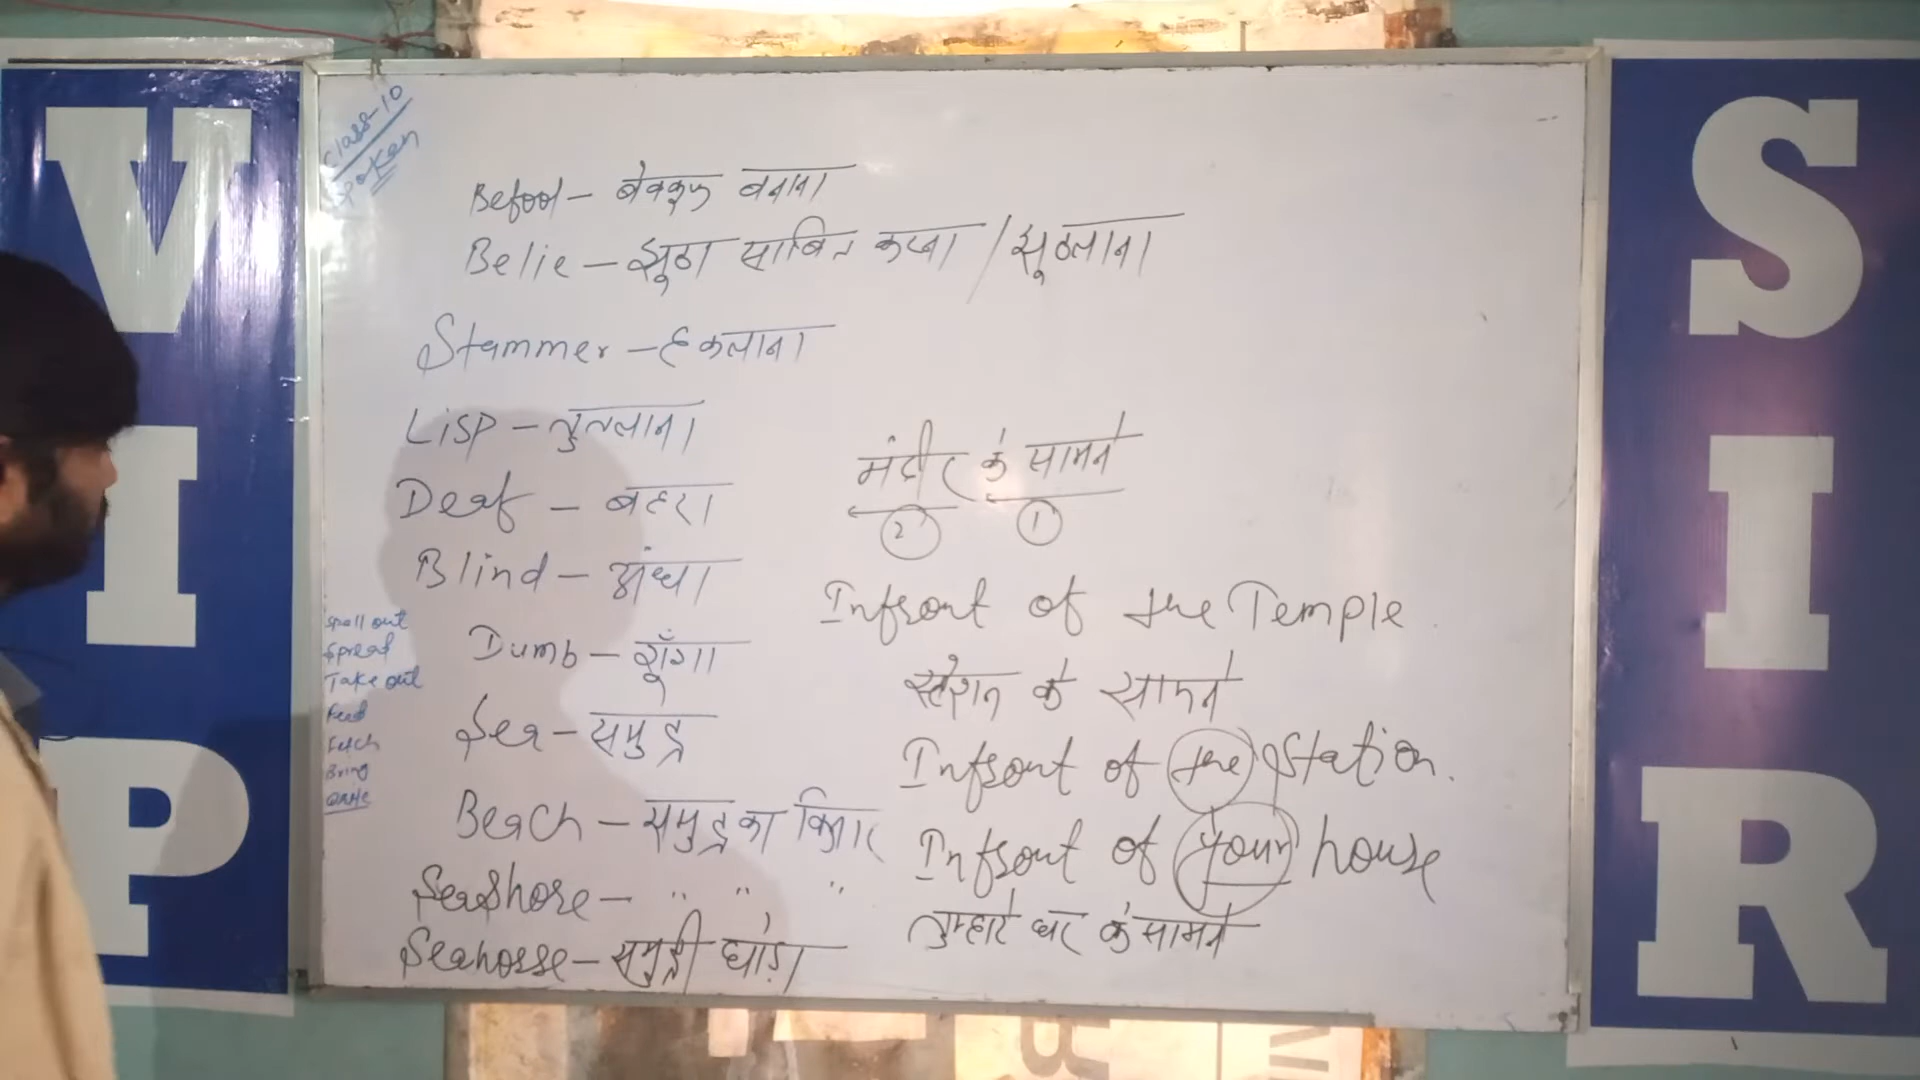 VIP
SIR
Class-10
Spoken
Befool - बेवकूफ बनाना
Belie - झूठा साबित करना / झूठलाना
Stammer - हकलाना
Lisp - तुतलाना
Deaf - बहरा
Blind - अंधा
Dumb - गूँगा
Sea - समुद्र
Beach - समुद्र का किनारा
Seashore - " " "
Seahorse - समुद्री घोड़ा
Spell out
Spread
Take out
Feed
Fetch
Bring
मंदीर के सामने
2 1
Infront of the Temple.
स्टेशन के सामने
Infront of the Station.
Infront of your house
तुम्हारे घर के सामने